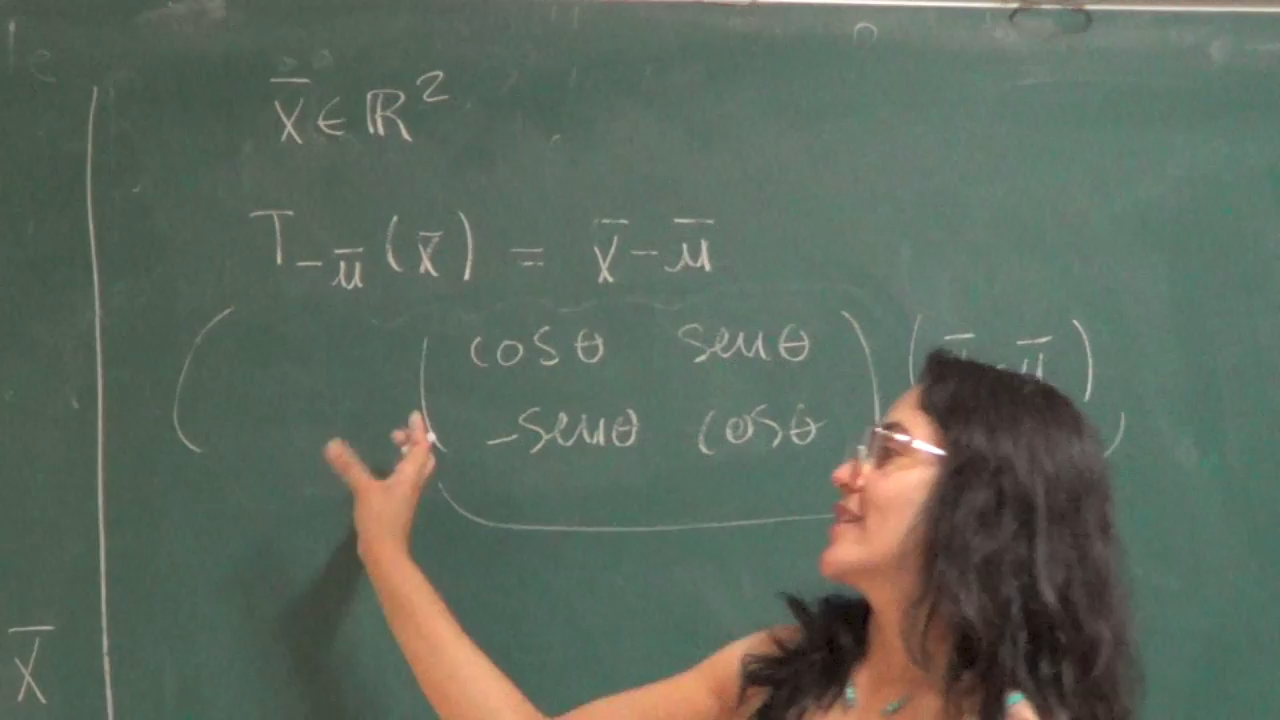 x̄ ∈ ℝ²
T₋ū(x̄) = x̄ - ū
( ( cosθ senθ ) ( ū )
-senθ cosθ )
x̄